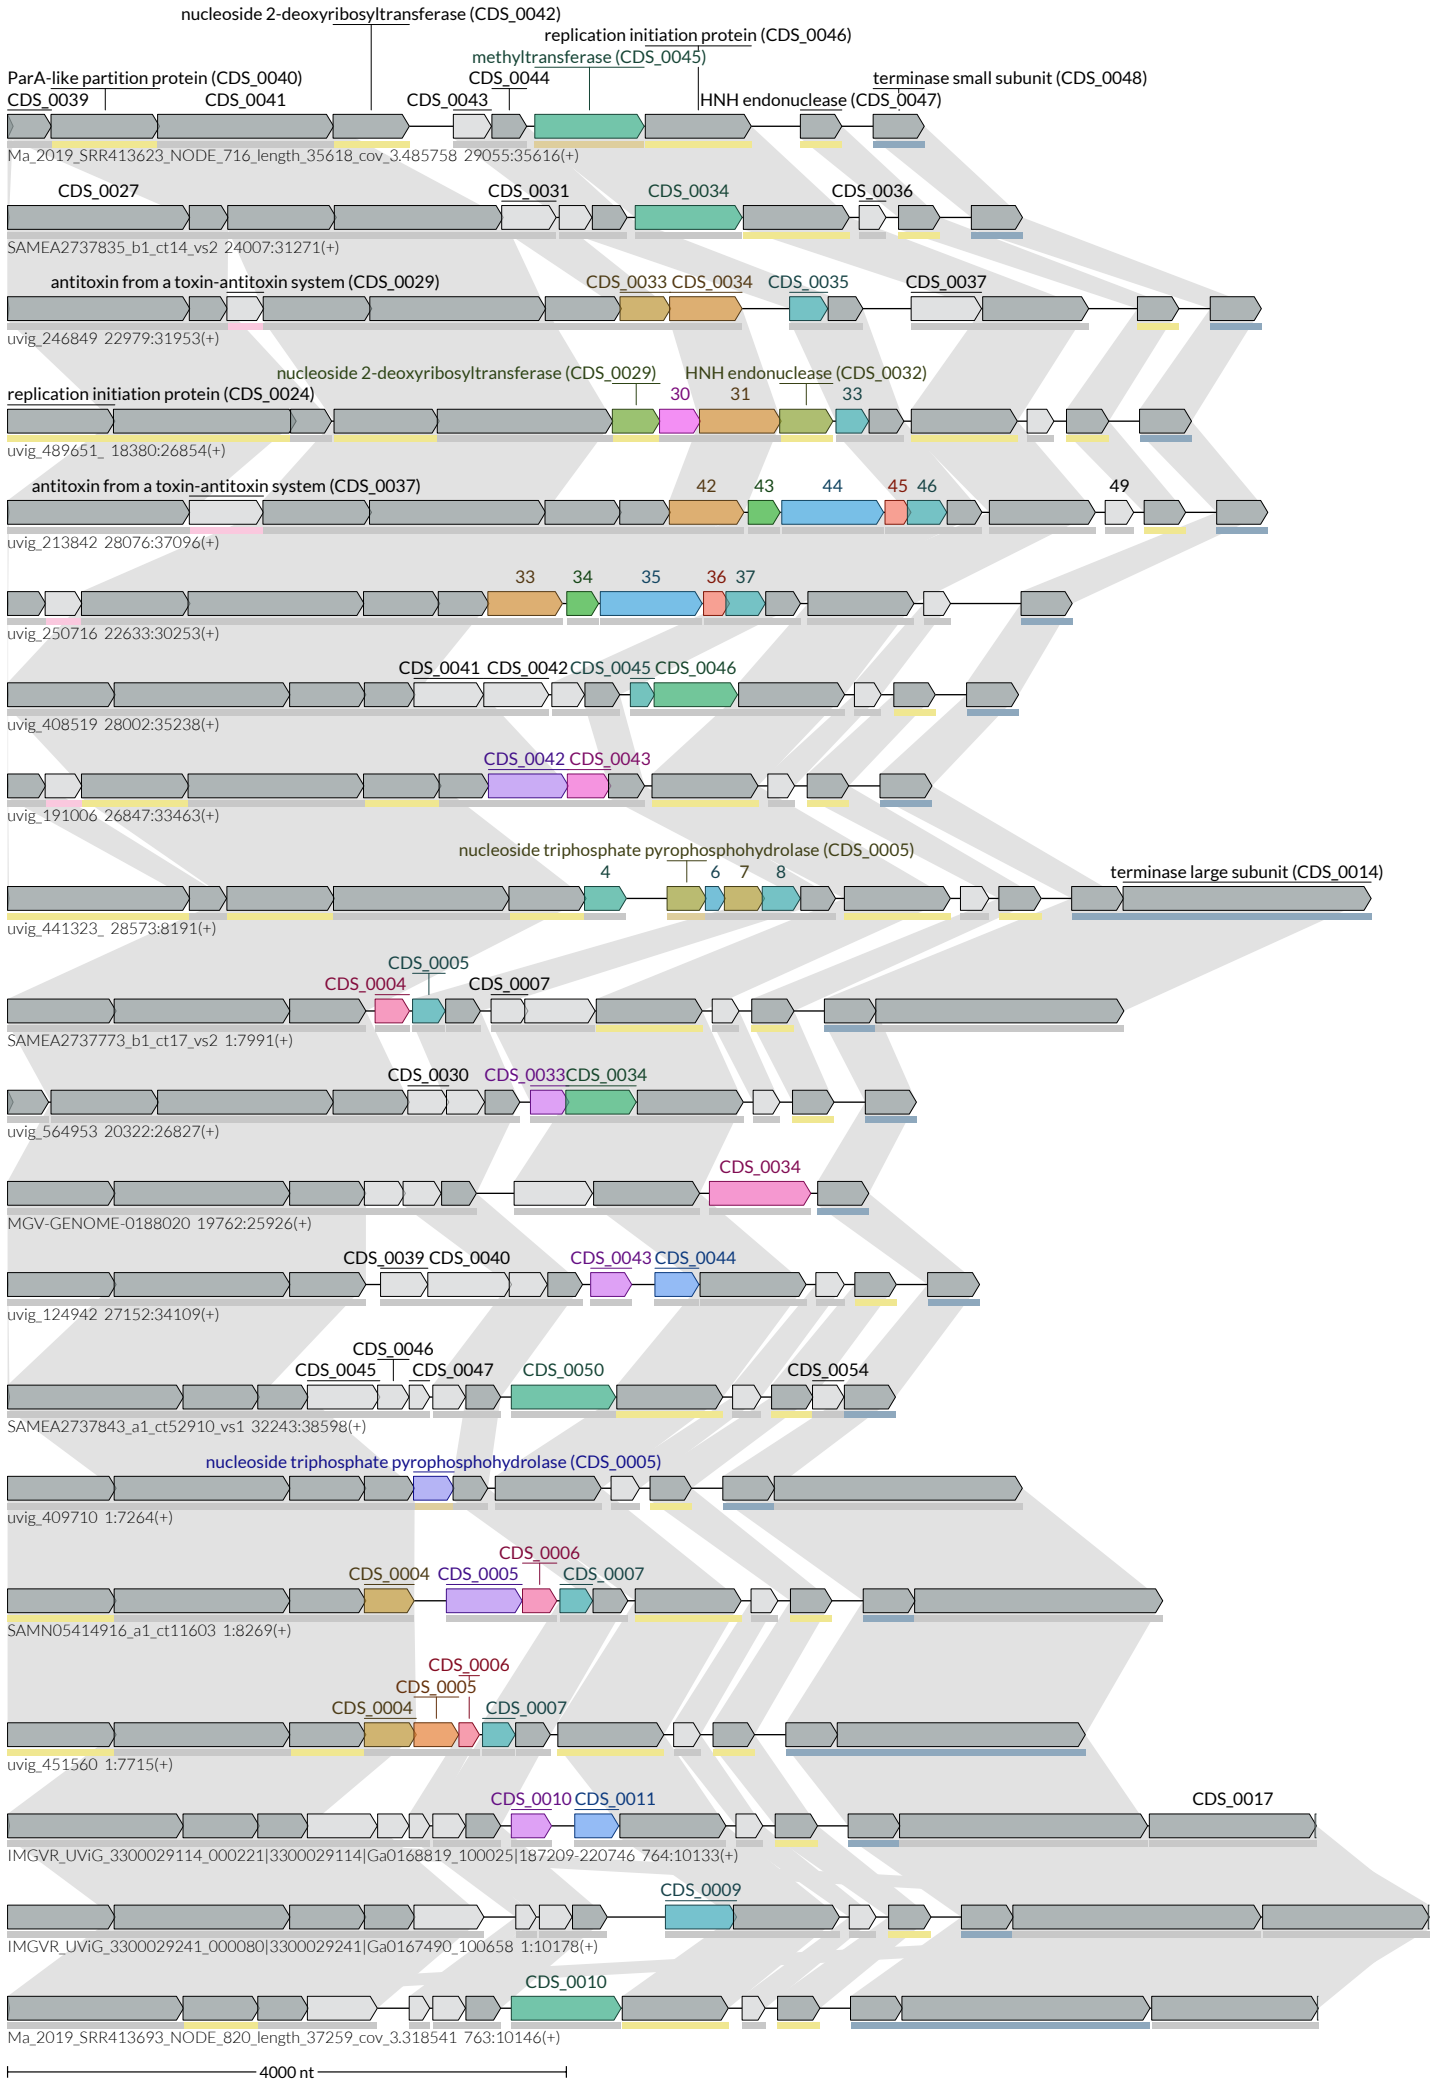 nucleoside 2-deoxyribosyltransferase (CDS_0042)
replication initiation protein (CDS_0046)
methyltransferase (CDS_0045)
ParA-like partition protein (CDS_0040) CDS_0044 terminase small subunit (CDS_0048)
CDS_0039 CDS_0041 CDS_0043 HNH endonuclease (CDS_0047)
Ma_2019_SRR413623_NODE_716_length_35618_cov_3.485758 29055:35616(+)
CDS_0027 CDS_0031 CDS_0034 CDS_0036
SAMEA2737835_b1_ct14_vs2 24007:31271(+)
antitoxin from a toxin-antitoxin system (CDS_0029) CDS_0033 CDS_0034 CDS_0035 CDS_0037
uvig_246849 22979:31953(+)
nucleoside 2-deoxyribosyltransferase (CDS_0029) HNH endonuclease (CDS_0032)
replication initiation protein (CDS_0024) 30 31 33
uvig_489651_ 18380:26854(+)
antitoxin from a toxin-antitoxin system (CDS_0037) 42 43 44 45 46 49
uvig_213842 28076:37096(+)
33 34 35 36 37
uvig_250716 22633:30253(+)
CDS_0041 CDS_0042 CDS_0045 CDS_0046
uvig_408519 28002:35238(+)
CDS_0042 CDS_0043
uvig_191006 26847:33463(+)
nucleoside triphosphate pyrophosphohydrolase (CDS_0005)
4 6 7 8 terminase large subunit (CDS_0014)
uvig_441323_ 28573:8191(+)
CDS_0005
CDS_0004 CDS_0007
SAMEA2737773_b1_ct17_vs2 1:7991(+)
CDS_0030 CDS_0033 CDS_0034
uvig_564953 20322:26827(+)
CDS_0034
MGV-GENOME-0188020 19762:25926(+)
CDS_0039 CDS_0040 CDS_0043 CDS_0044
uvig_124942 27152:34109(+)
CDS_0046
CDS_0045 CDS_0047 CDS_0050 CDS_0054
SAMEA2737843_a1_ct52910_vs1 32243:38598(+)
nucleoside triphosphate pyrophosphohydrolase (CDS_0005)
uvig_409710 1:7264(+)
CDS_0006
CDS_0004 CDS_0005 CDS_0007
SAMN05414916_a1_ct11603 1:8269(+)
CDS_0006
CDS_0005
CDS_0004 CDS_0007
uvig_451560 1:7715(+)
CDS_0010 CDS_0011 CDS_0017
IMGVR_UViG_3300029114_000221|3300029114|Ga0168819_100025|187209-220746 764:10133(+)
CDS_0009
IMGVR_UViG_3300029241_000080|3300029241|Ga0167490_100658 1:10178(+)
CDS_0010
Ma_2019_SRR413693_NODE_820_length_37259_cov_3.318541 763:10146(+)
4000 nt